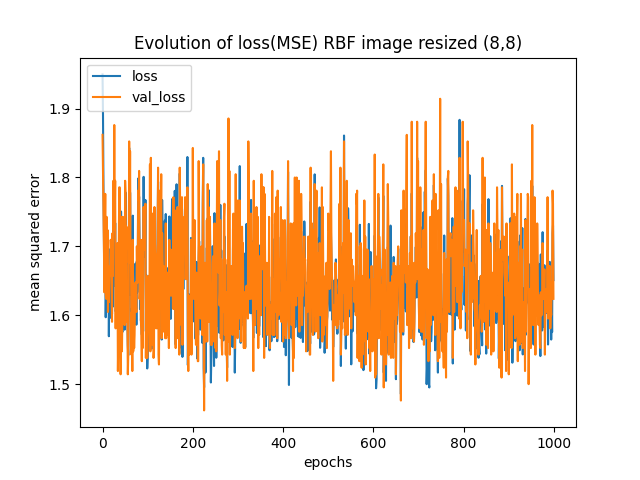 Evolution of loss(MSE) RBF image resized (8,8)
loss
val_loss
1.9
1.8
1.7
1.6
1.5
mean squared error
0 200 400 600 800 1000
epochs